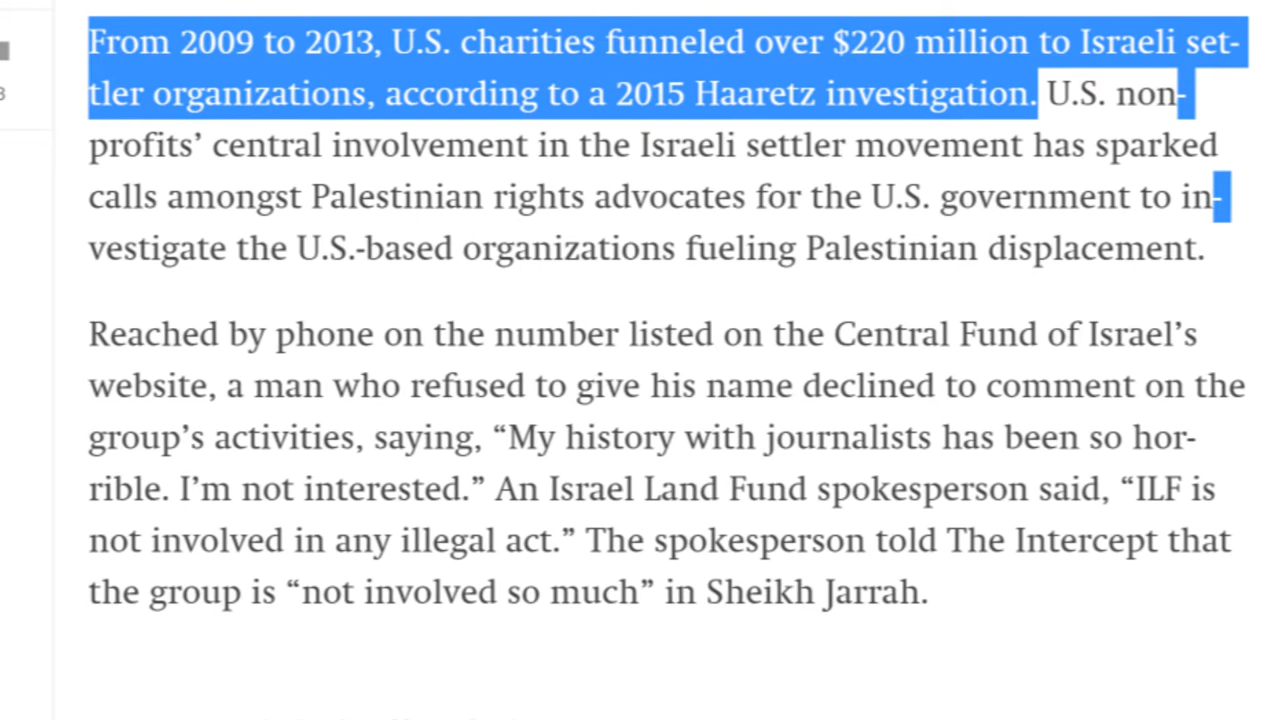 From 2009 to 2013, U.S. charities funneled over $220 million to Israeli set-
tler organizations, according to a 2015 Haaretz investigation. U.S. non-
profits’ central involvement in the Israeli settler movement has sparked
calls amongst Palestinian rights advocates for the U.S. government to in-
vestigate the U.S.-based organizations fueling Palestinian displacement.
Reached by phone on the number listed on the Central Fund of Israel’s
website, a man who refused to give his name declined to comment on the
group’s activities, saying, “My history with journalists has been so hor-
rible. I’m not interested.” An Israel Land Fund spokesperson said, “ILF is
not involved in any illegal act.” The spokesperson told The Intercept that
the group is “not involved so much” in Sheikh Jarrah.